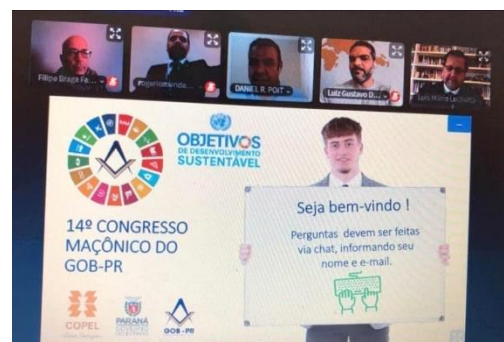 Filipe Braga Fa...
DANIEL R. POIT
Luiz Gustavo D...
OBJETIVOS
DE DESENVOLVIMENTO
SUSTENTÁVEL
14º CONGRESSO
MAÇÔNICO DO
GOB-PR
Seja bem-vindo !
Perguntas devem ser feitas
via chat, informando seu
nome e e-mail.
COPEL
PARANÁ
GOB - PR